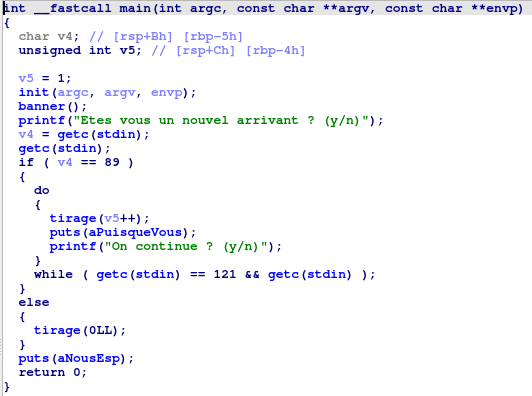 int __fastcall main(int argc, const char **argv, const char **envp)
{
  char v4; // [rsp+Bh] [rbp-5h]
  unsigned int v5; // [rsp+Ch] [rbp-4h]

  v5 = 1;
  init(argc, argv, envp);
  banner();
  printf("Etes vous un nouvel arrivant ? (y/n)");
  v4 = getc(stdin);
  getc(stdin);
  if ( v4 == 89 )
  {
    do
    {
      tirage(v5++);
      puts(aPuisqueVous);
      printf("On continue ? (y/n)");
    }
    while ( getc(stdin) == 121 && getc(stdin) );
  }
  else
  {
    tirage(0LL);
  }
  puts(aNousEsp);
  return 0;
}